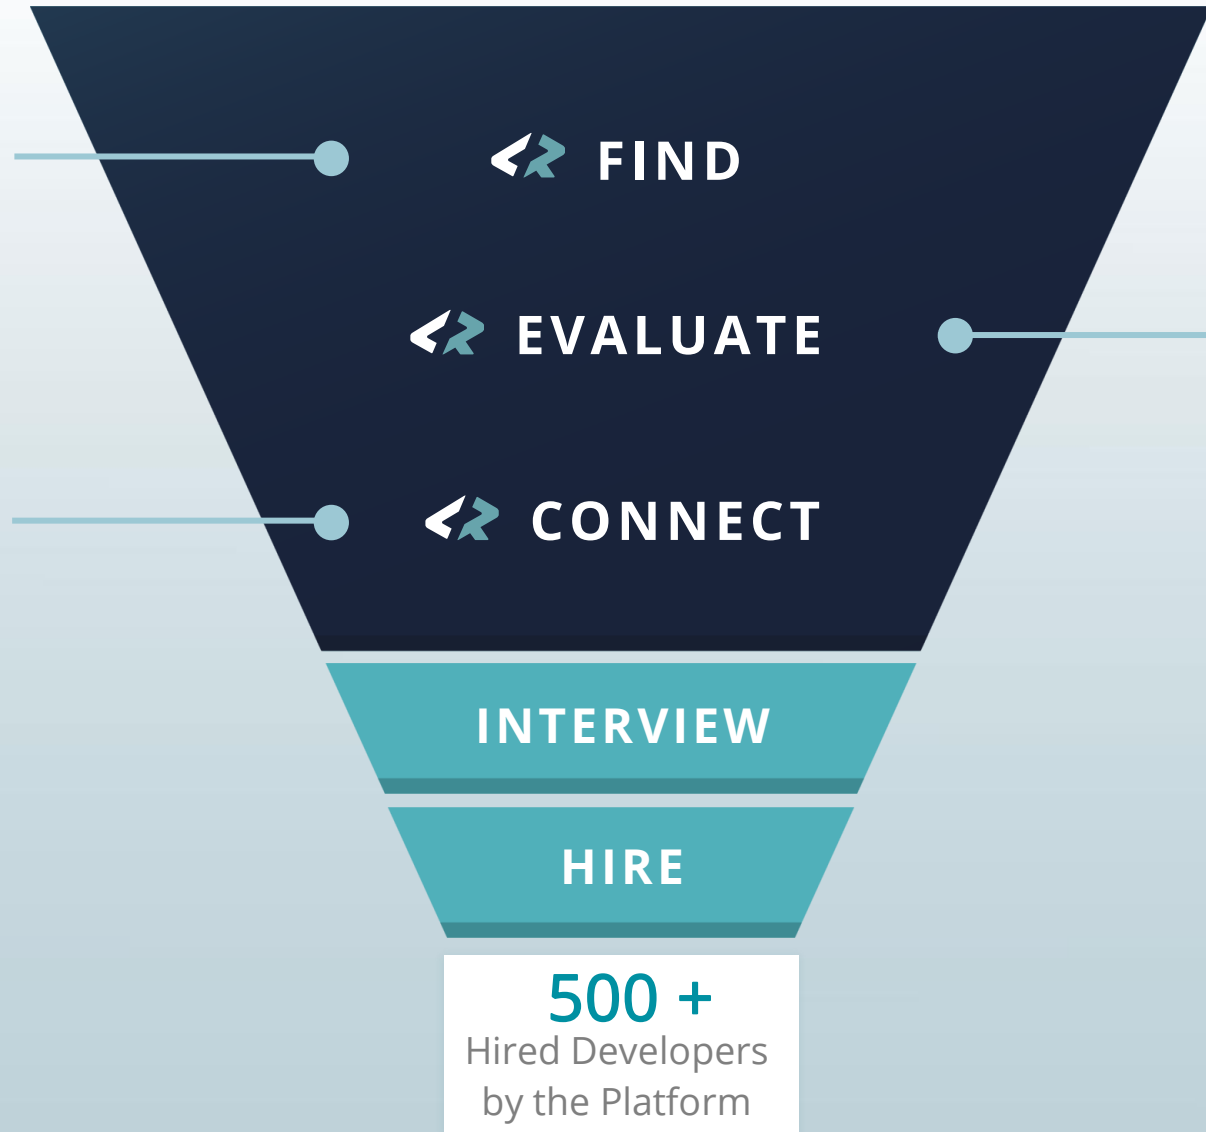 FIND
EVALUATE
CONNECT
INTERVIEW
HIRE
500 +
Hired Developers
by the Platform